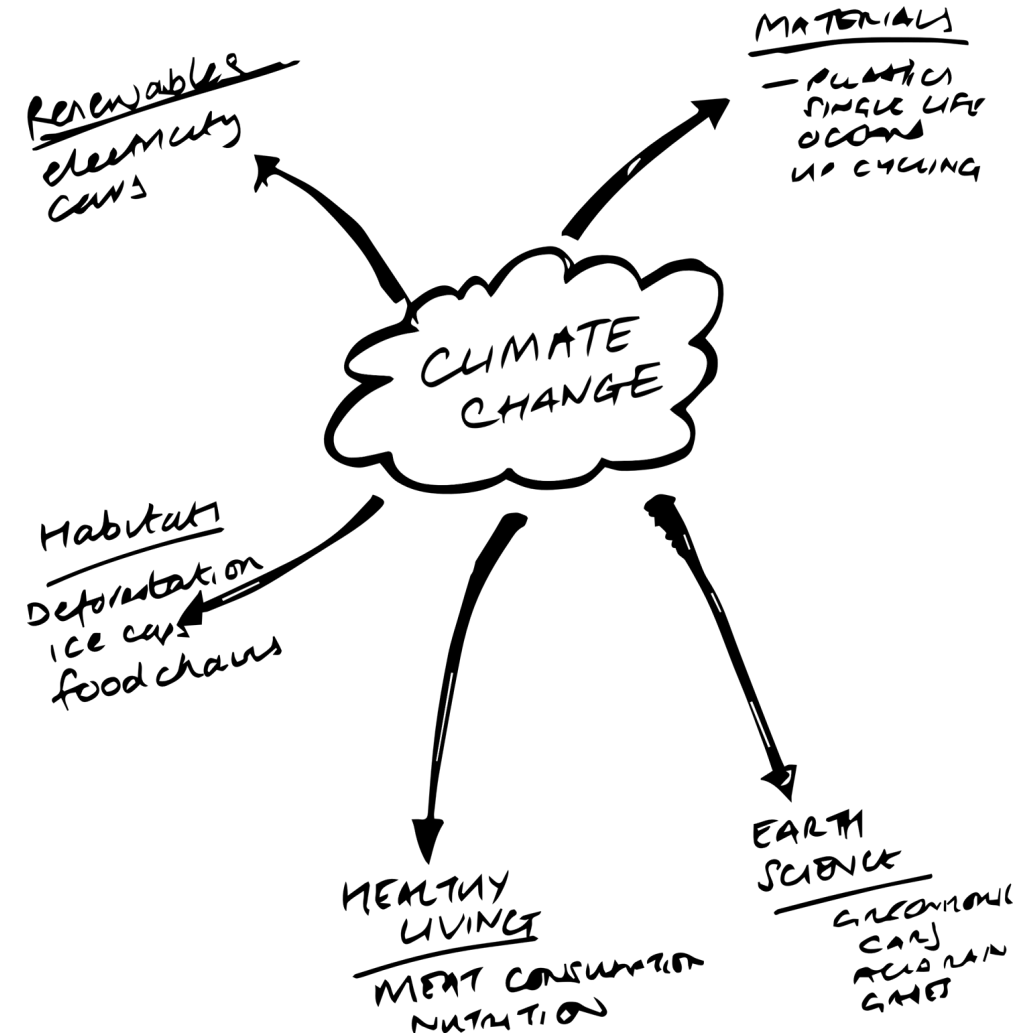 Renewables
electricity
cars
MATERIALS
- PLASTICS
SINGLE LIFE
OCEANS
UP CYCLING
CLIMATE
CHANGE
Habitats
Deforestation
ice caps
food chains
HEALTHY
LIVING
MEAT CONSUMPTION
NUTRITION
EARTH
SCIENCE
GREENHOUSE
CARS
ACID RAIN
GASES